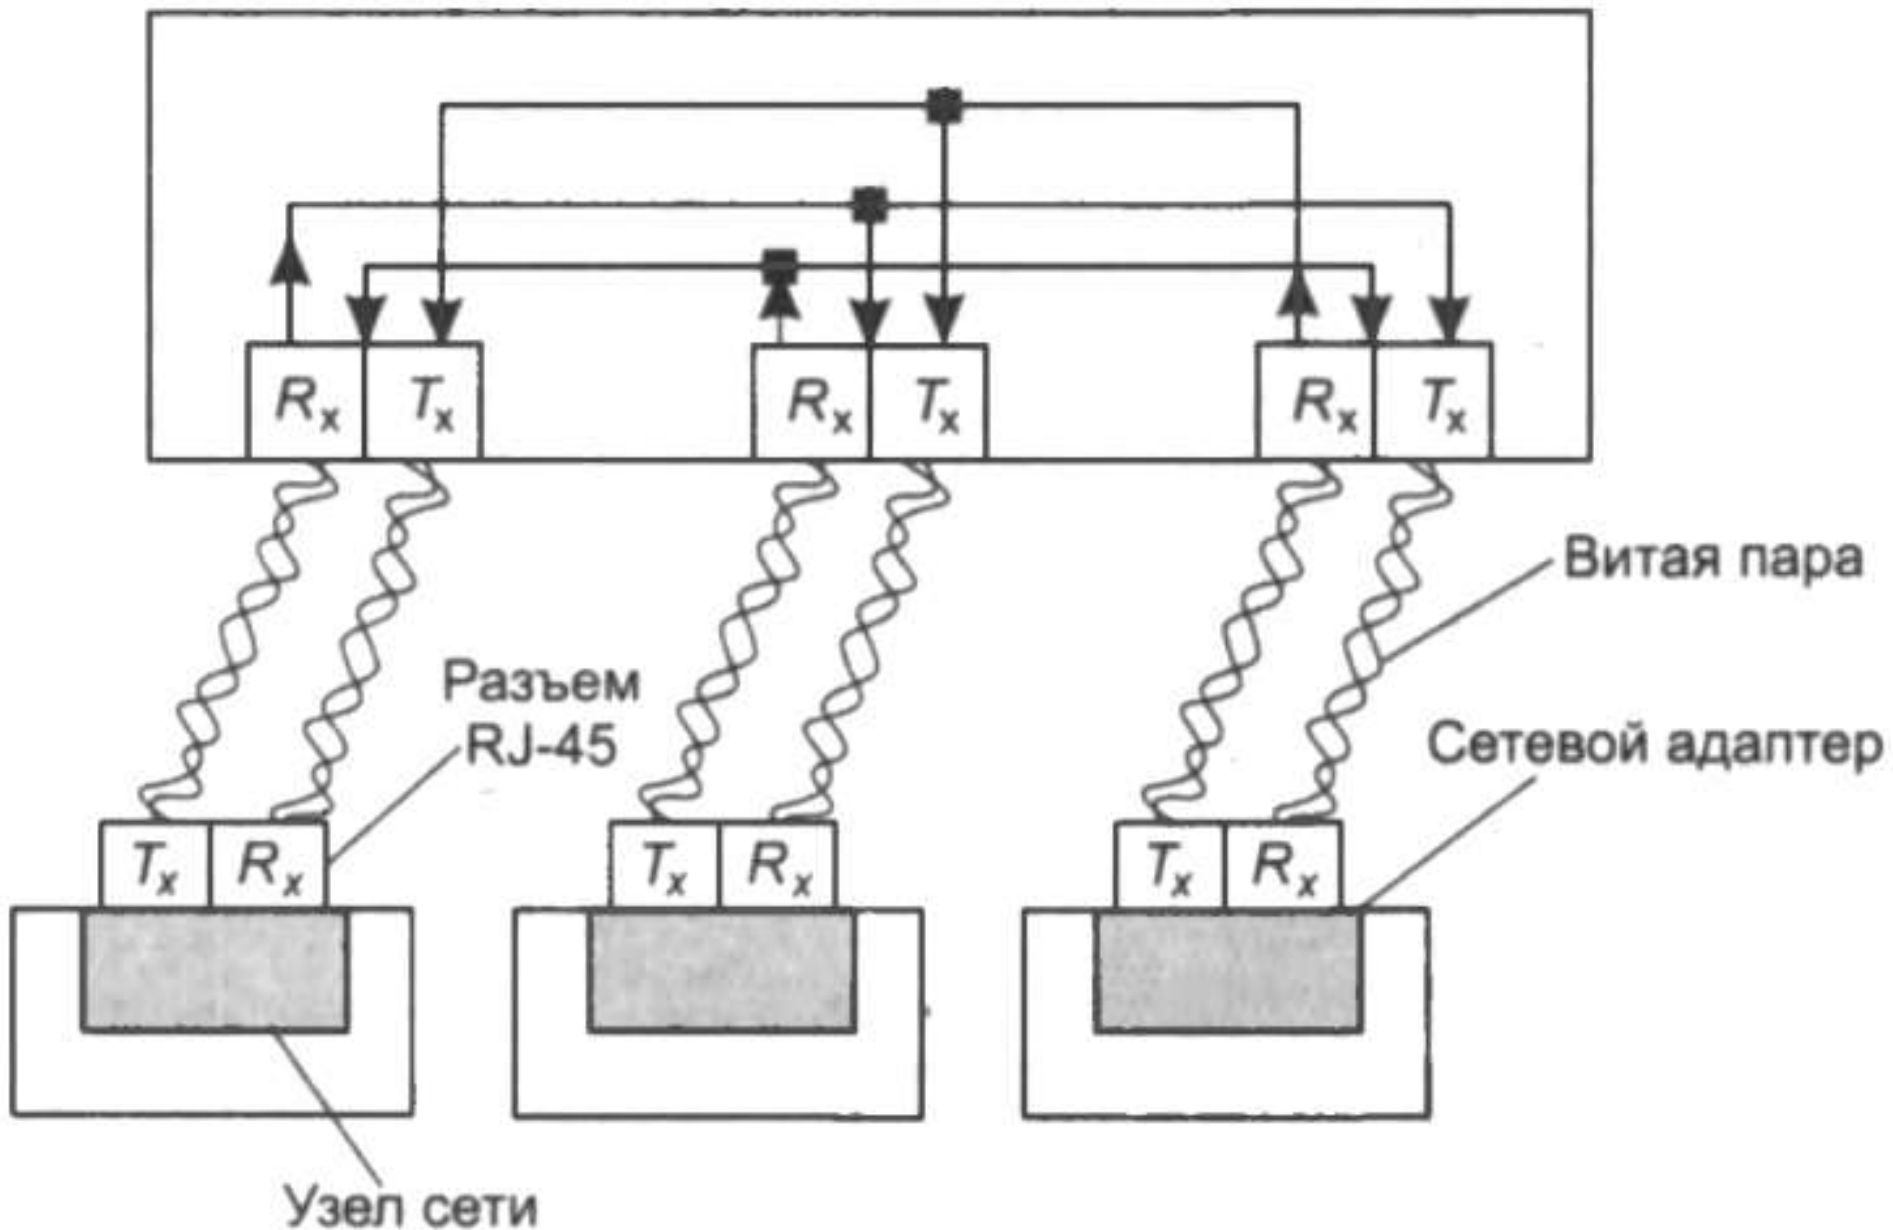 Rx Tx Rx Tx Rx Tx
Витая пара
Разъем
RJ-45
Сетевой адаптер
Tx Rx Tx Rx Tx Rx
Узел сети